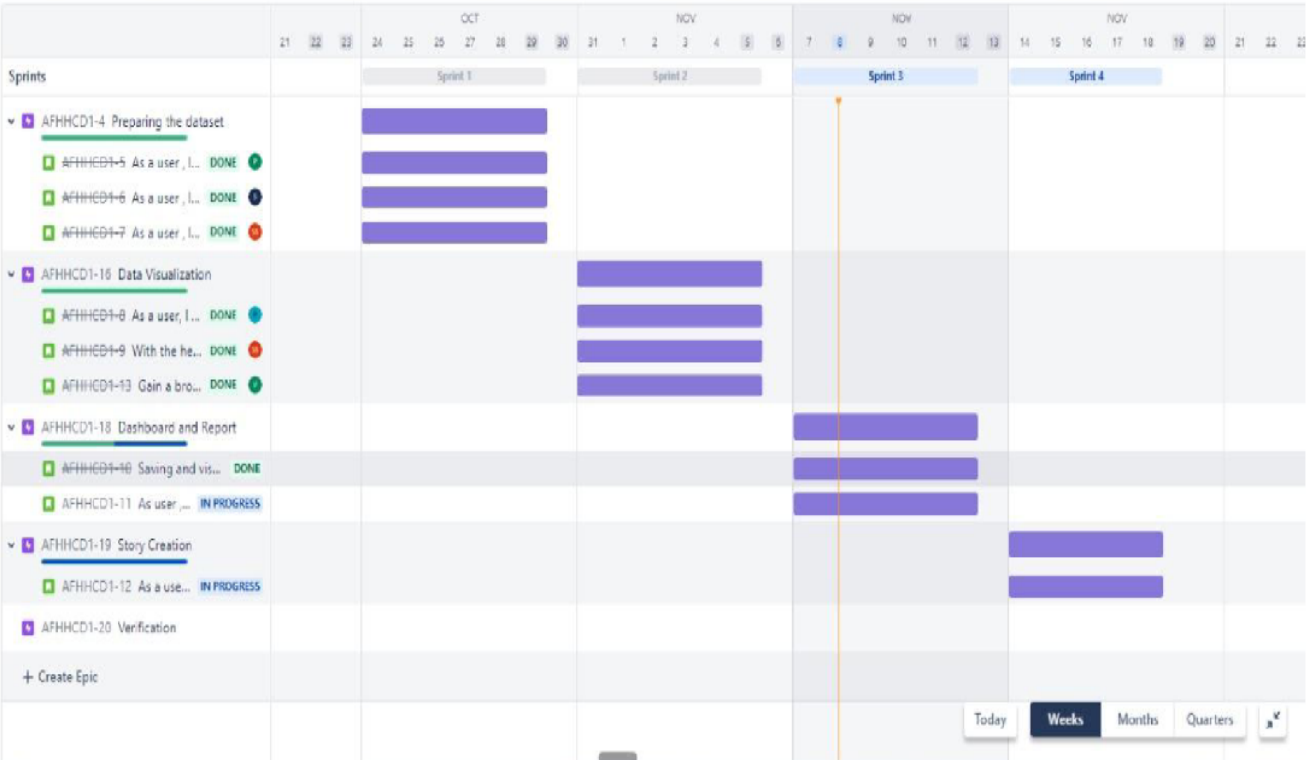 OCT NOV NOV NOV
21 22 23 24 25 26 27 28 29 30 31 1 2 3 4 5 6 7 8 9 10 11 12 13 14 15 16 17 18 19 20 21 22 23
Sprints Sprint 1 Sprint 2 Sprint 3 Sprint 4
AFHHCD1-4 Preparing the dataset
AFHHCD1-5 As a user , I... DONE
AFHHCD1-6 As a user , I... DONE
AFHHCD1-7 As a user , I... DONE
AFHHCD1-16 Data Visualization
AFHHCD1-8 As a user, I ... DONE
AFHHCD1-9 With the he... DONE
AFHHCD1-13 Gain a bro... DONE
AFHHCD1-18 Dashboard and Report
AFHHCD1-10 Saving and vis... DONE
AFHHCD1-11 As user ,... IN PROGRESS
AFHHCD1-19 Story Creation
AFHHCD1-12 As a use... IN PROGRESS
AFHHCD1-20 Verification
+ Create Epic
Today Weeks Months Quarters